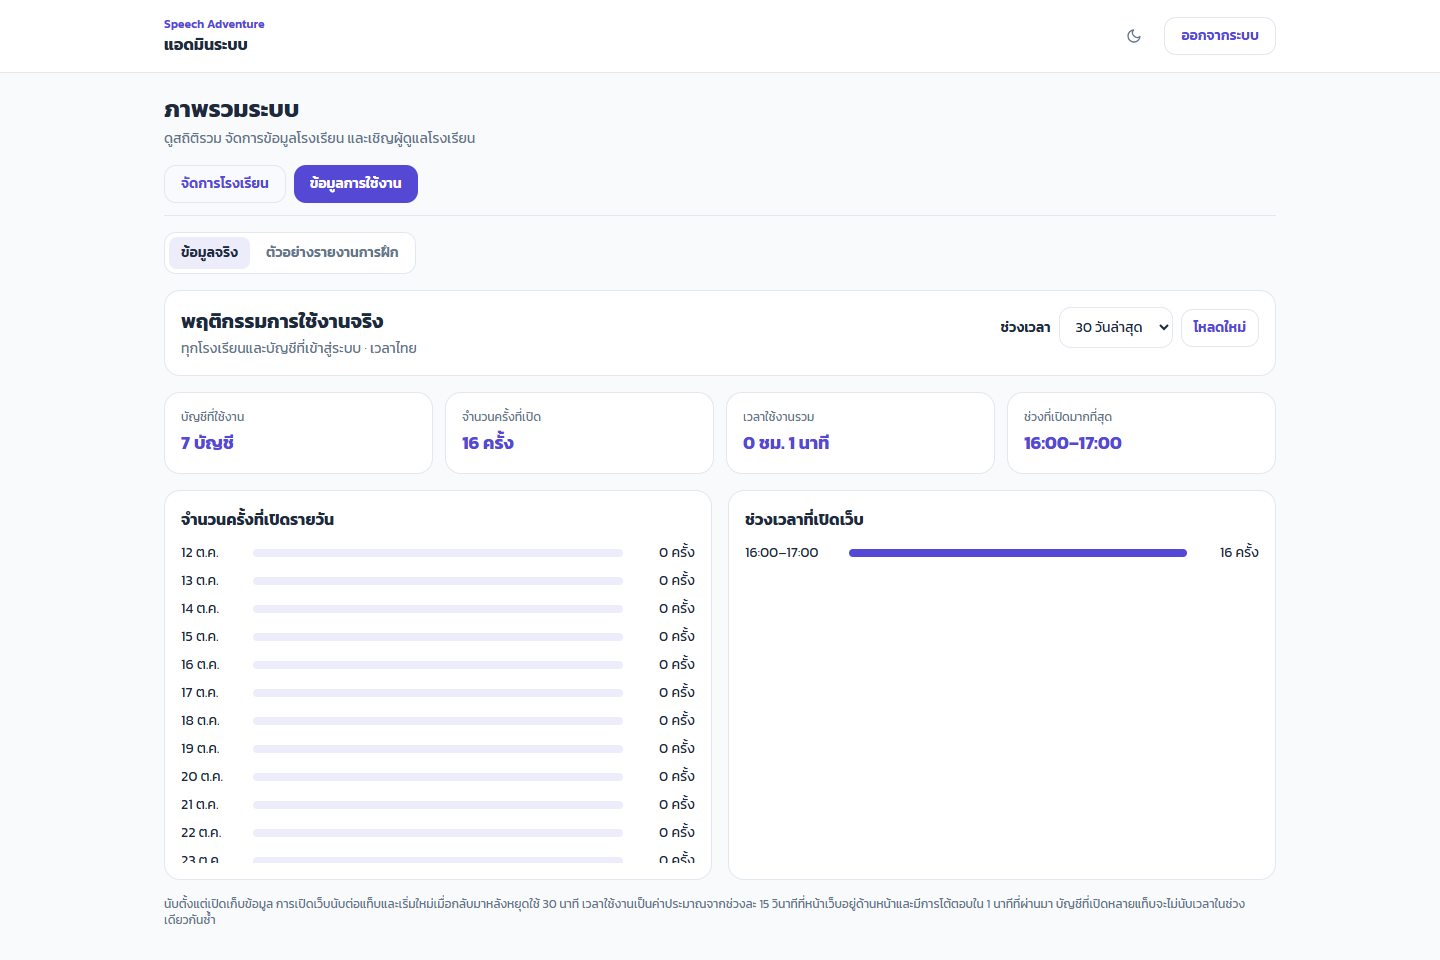 Speech Adventure
แอดมินระบบ
ออกจากระบบ
ภาพรวมระบบ
ดูสถิติรวม จัดการข้อมูลโรงเรียน และเชิญผู้ดูแลโรงเรียน
จัดการโรงเรียน
ข้อมูลการใช้งาน
ข้อมูลจริง
ตัวอย่างรายงานการฝึก
พฤติกรรมการใช้งานจริง
ทุกโรงเรียนและบัญชีที่เข้าสู่ระบบ · เวลาไทย
ช่วงเวลา
30 วันล่าสุด
โหลดใหม่
บัญชีที่ใช้งาน
7 บัญชี
จำนวนครั้งที่เปิด
16 ครั้ง
เวลาใช้งานรวม
0 ชม. 1 นาที
ช่วงที่เปิดมากที่สุด
16:00–17:00
จำนวนครั้งที่เปิดรายวัน
12 ต.ค. 0 ครั้ง
13 ต.ค. 0 ครั้ง
14 ต.ค. 0 ครั้ง
15 ต.ค. 0 ครั้ง
16 ต.ค. 0 ครั้ง
17 ต.ค. 0 ครั้ง
18 ต.ค. 0 ครั้ง
19 ต.ค. 0 ครั้ง
20 ต.ค. 0 ครั้ง
21 ต.ค. 0 ครั้ง
22 ต.ค. 0 ครั้ง
23 ต.ค. 0 ครั้ง
ช่วงเวลาที่เปิดเว็บ
16:00–17:00 16 ครั้ง
นับตั้งแต่เปิดเก็บข้อมูล การเปิดเว็บนับต่อแท็บและเริ่มใหม่เมื่อกลับมาหลังหยุดใช้ 30 นาที เวลาใช้งานเป็นค่าประมาณจากช่วงละ 15 วินาทีที่หน้าเว็บอยู่ด้านหน้าและมีการโต้ตอบใน 1 นาทีที่ผ่านมา บัญชีที่เปิดหลายแท็บจะไม่นับเวลาในช่วง
เดียวกันซ้ำ